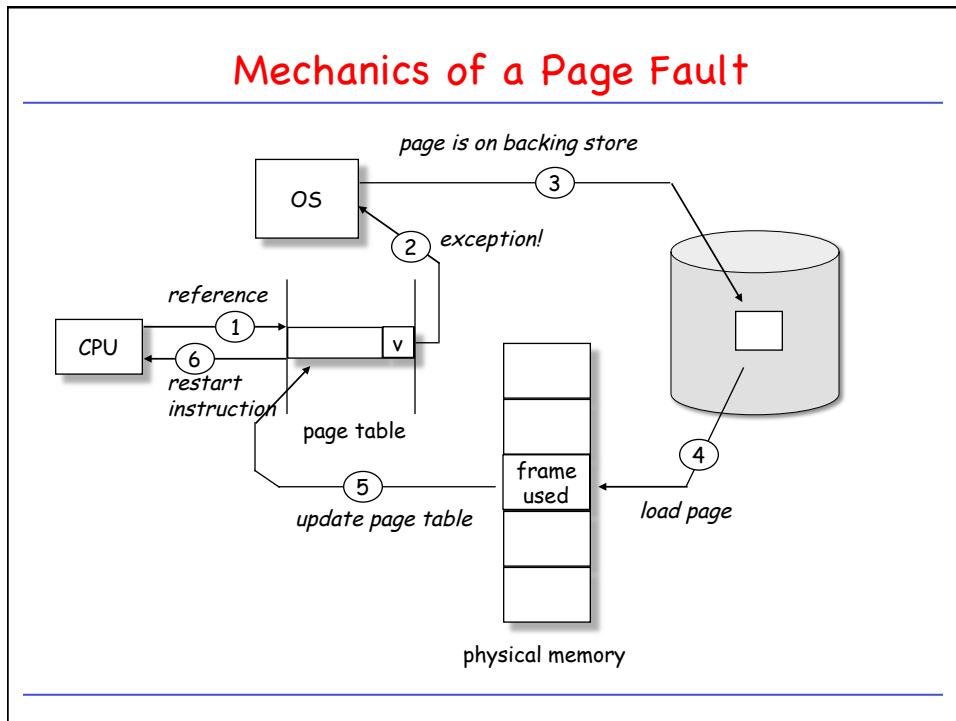 Mechanics of a Page Fault
page is on backing store
3
OS
2
exception!
reference
1
CPU
v
6
restart
instruction
page table
4
frame
used
5
load page
update page table
physical memory